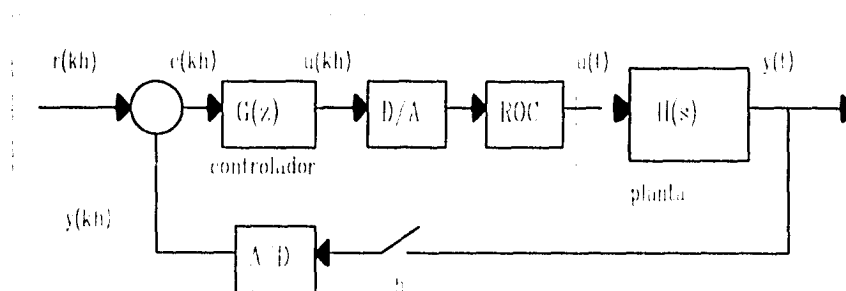 r(kh) e(kh) u(kh) u(t) y(t)
G(z) D/A ROC H(s)
controlador
planta
y(kh)
A D
h